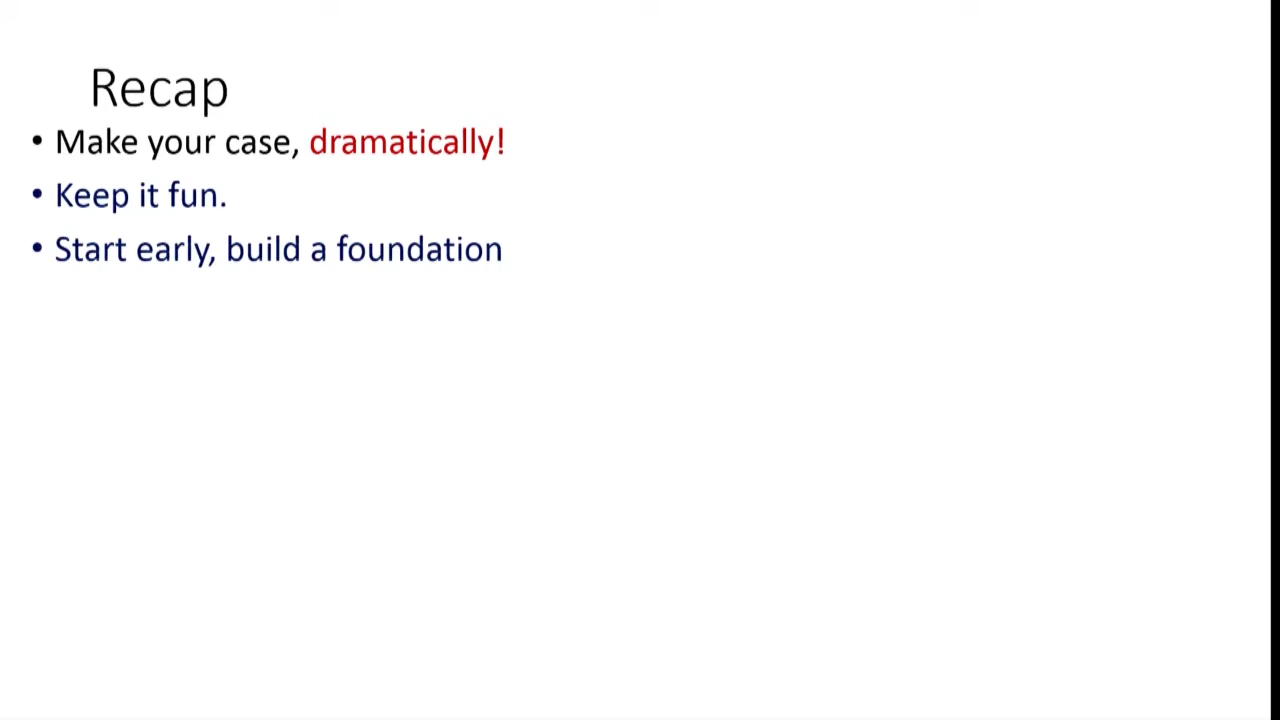 Recap
• Make your case, dramatically!
• Keep it fun.
• Start early, build a foundation